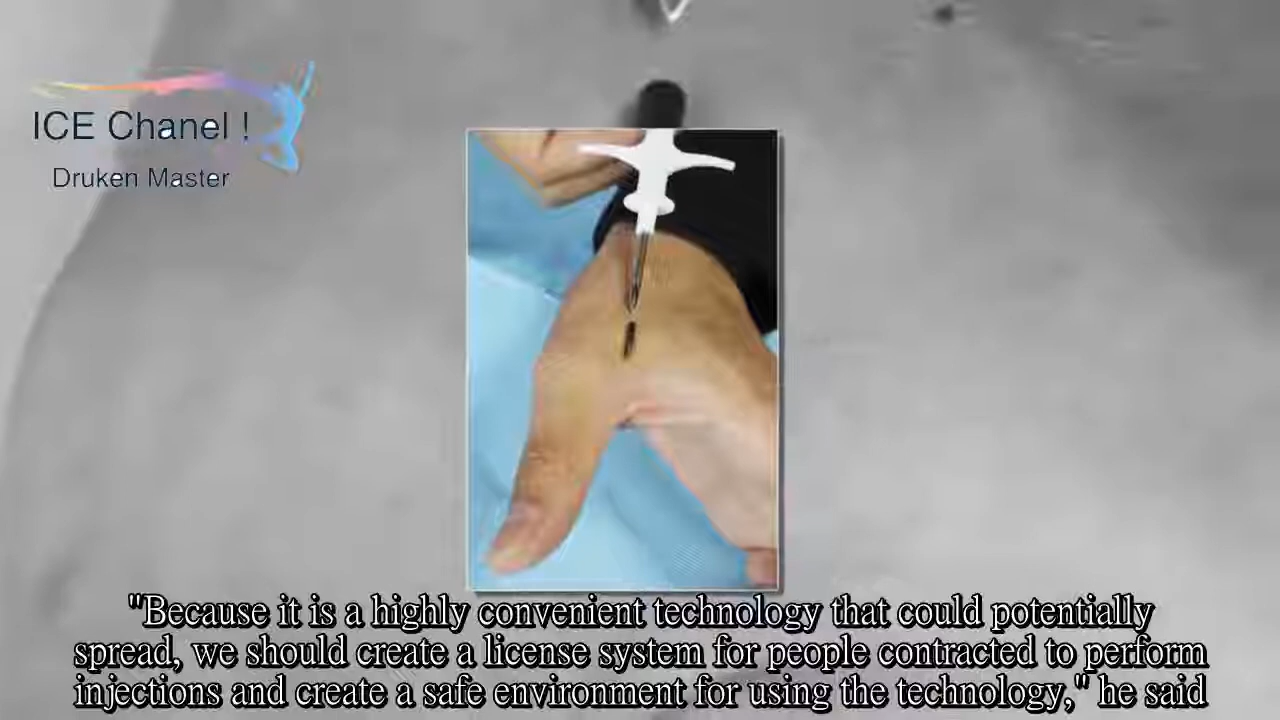 ICE Chanel !
Druken Master
"Because it is a highly convenient technology that could potentially
spread, we should create a license system for people contracted to perform
injections and create a safe environment for using the technology," he said